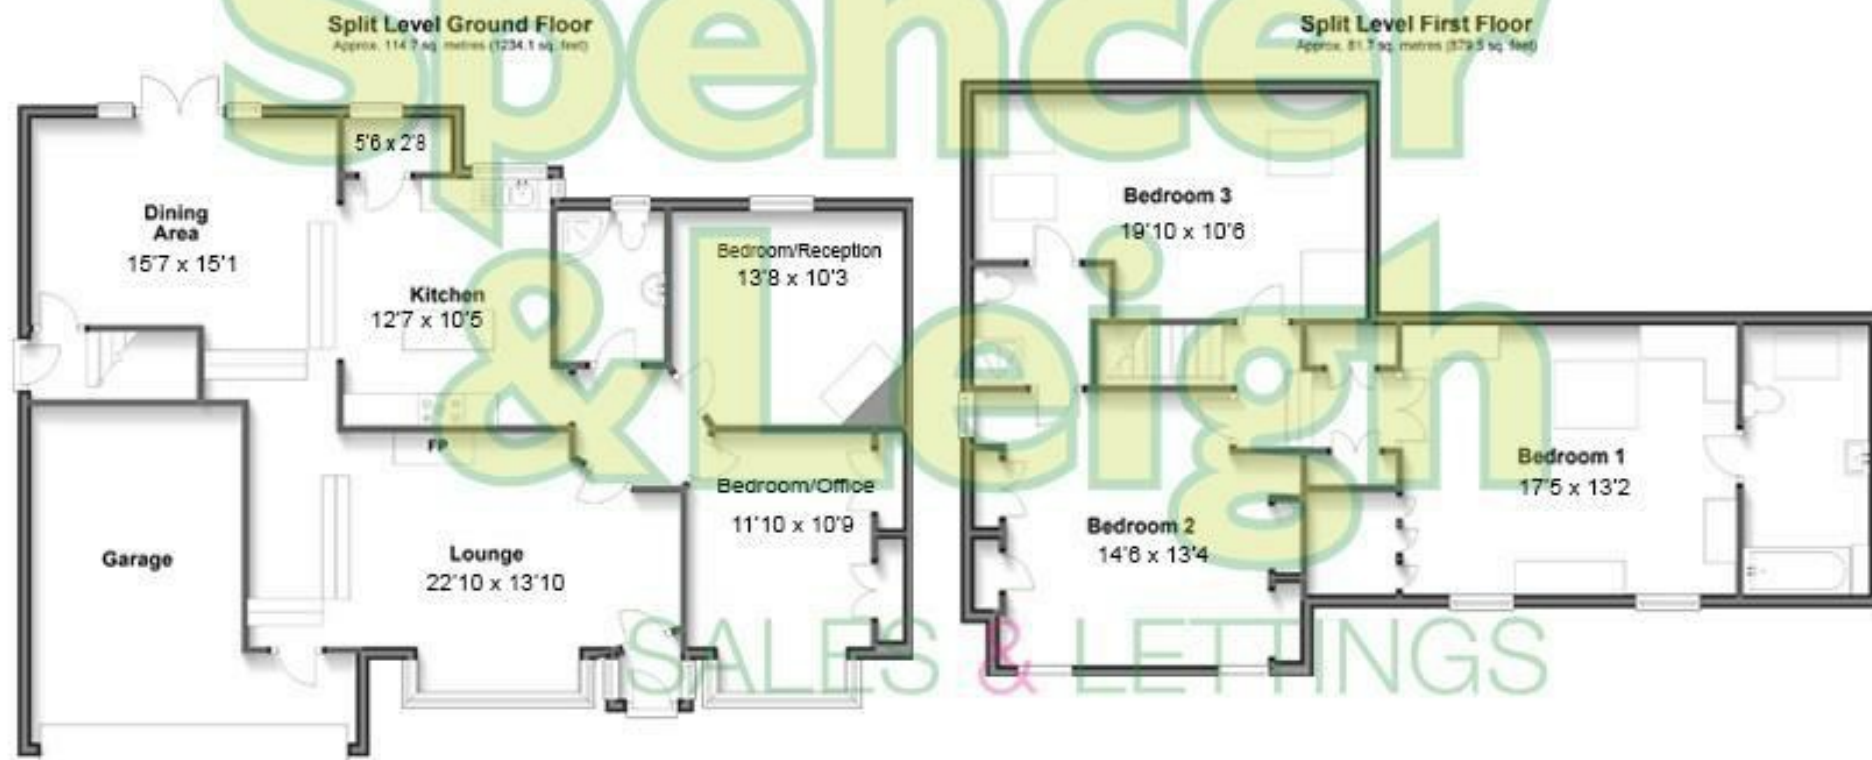 Split Level Ground Floor
Approx. 114.7 sq. metres (1234.1 sq. feet)
5'6 x 2'8
Dining
Area
15'7 x 15'1
Kitchen
12'7 x 10'5
Bedroom/Reception
13'8 x 10'3
FP
Bedroom/Office
11'10 x 10'9
Garage
Lounge
22'10 x 13'10
Split Level First Floor
Approx. 81.7 sq. metres (879.5 sq. feet)
Bedroom 3
19'10 x 10'6
Bedroom 1
17'5 x 13'2
Bedroom 2
14'6 x 13'4
Spencer
& Leigh
SALES & LETTINGS